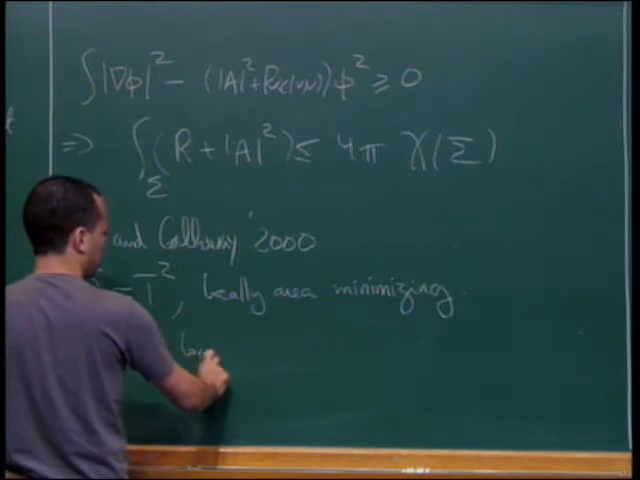 ∫|∇φ|² − (|A|²+Ric(ν,ν))φ² ≥ 0
⇒ ∫_Σ (R + |A|²) ≤ 4π χ(Σ)
and Galloway '2000
T², locally area minimizing